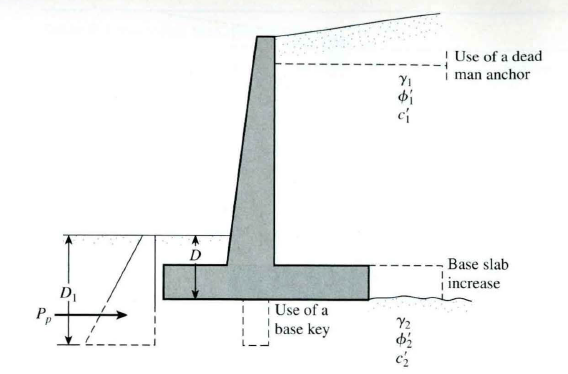 Use of a dead
man anchor
γ₁
ϕ′₁
c′₁
D
D₁
Pₚ
Base slab
increase
Use of a
base key
γ₂
ϕ′₂
c′₂